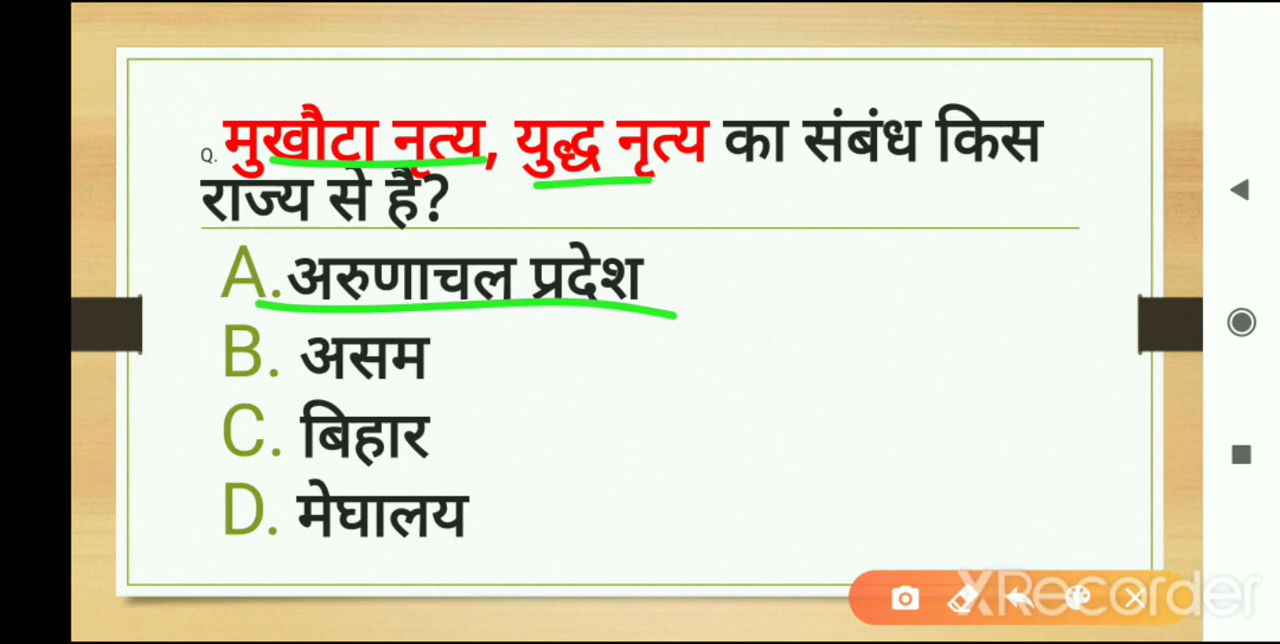 Q. मुखौटा नृत्य, युद्ध नृत्य का संबंध किस
राज्य से है?
A.अरुणाचल प्रदेश
B. असम
C. बिहार
D. मेघालय
XRecorder